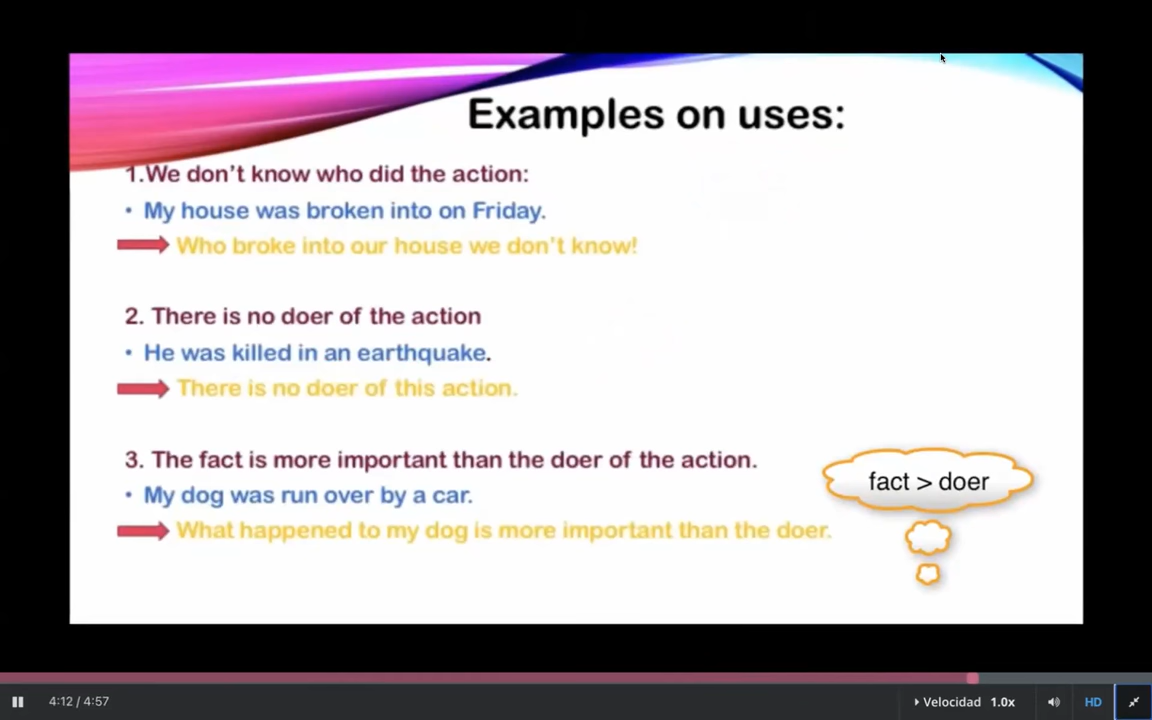 Examples on uses:
1.We don't know who did the action:
• My house was broken into on Friday.
Who broke into our house we don't know!
2. There is no doer of the action
• He was killed in an earthquake.
There is no doer of this action.
3. The fact is more important than the doer of the action.
• My dog was run over by a car.
What happened to my dog is more important than the doer.
fact > doer
4:12 / 4:57
Velocidad 1.0x
HD